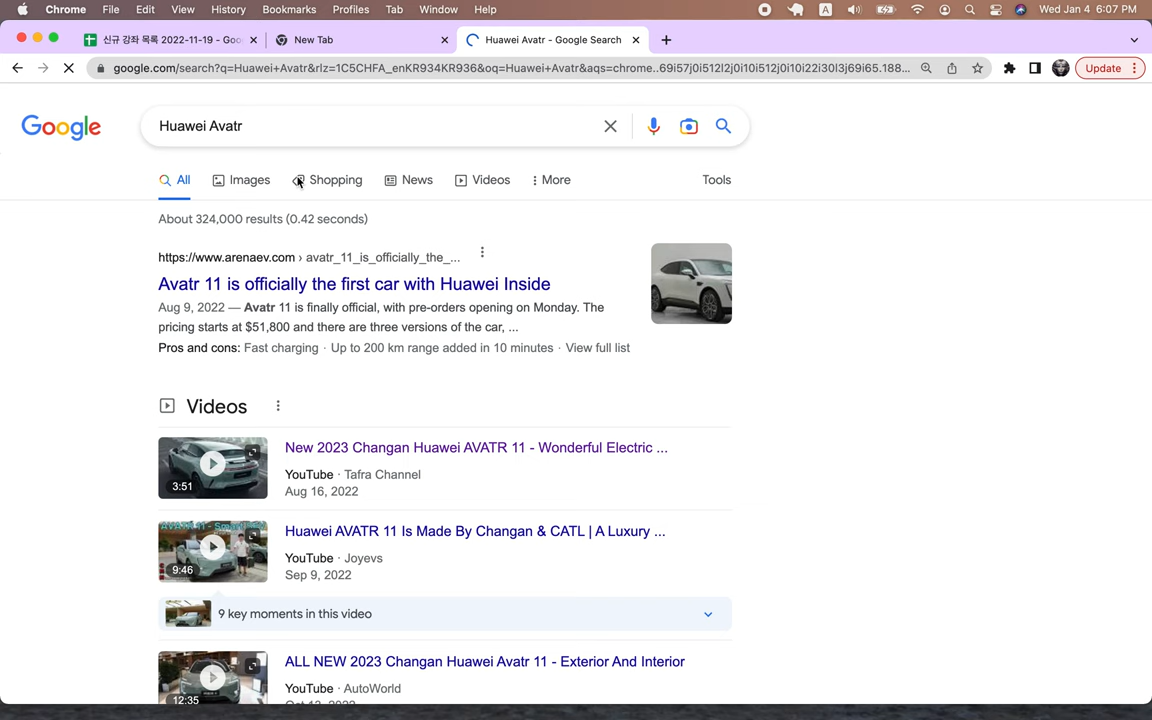 Chrome File Edit View History Bookmarks Profiles Tab Window Help A Wed Jan 4 6:07 PM
신규 강좌 목록 2022-11-19 - Goo New Tab Huawei Avatr - Google Search
google.com/search?q=Huawei+Avatr&rlz=1C5CHFA_enKR934KR936&oq=Huawei+Avatr&aqs=chrome..69i57j0i512l2j0i10i512j0i10i22i30l3j69i65.188... Update
Google Huawei Avatr
All Images Shopping News Videos More Tools
About 324,000 results (0.42 seconds)
https://www.arenaev.com › avatr_11_is_officially_the_...
Avatr 11 is officially the first car with Huawei Inside
Aug 9, 2022 — Avatr 11 is finally official, with pre-orders opening on Monday. The
pricing starts at $51,800 and there are three versions of the car, ...
Pros and cons: Fast charging · Up to 200 km range added in 10 minutes · View full list
Videos
New 2023 Changan Huawei AVATR 11 - Wonderful Electric ...
YouTube · Tafra Channel
3:51
Aug 16, 2022
Huawei AVATR 11 Is Made By Changan & CATL | A Luxury ...
YouTube · Joyevs
9:46
Sep 9, 2022
9 key moments in this video
ALL NEW 2023 Changan Huawei Avatr 11 - Exterior And Interior
YouTube · AutoWorld
12:35
Oct 13, 2022